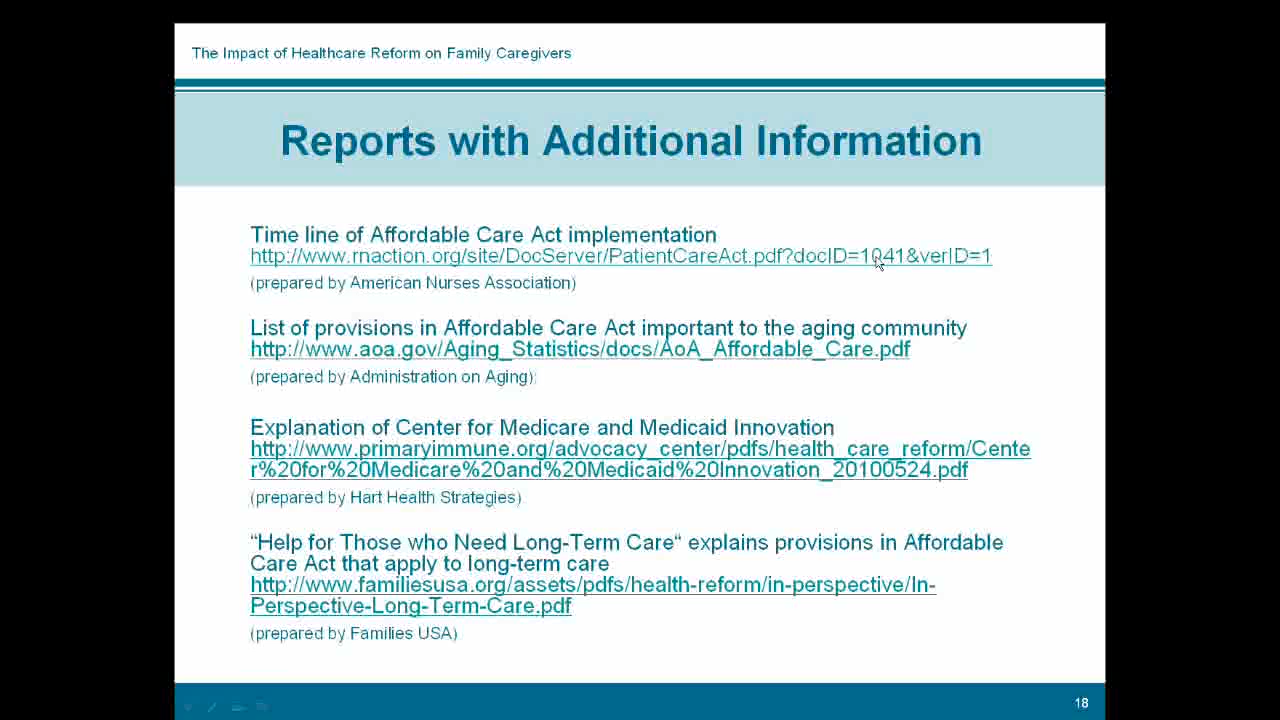 The Impact of Healthcare Reform on Family Caregivers
Reports with Additional Information
Time line of Affordable Care Act implementation
http://www.rnaction.org/site/DocServer/PatientCareAct.pdf?docID=1041&verID=1
(prepared by American Nurses Association)
List of provisions in Affordable Care Act important to the aging community
http://www.aoa.gov/Aging_Statistics/docs/AoA_Affordable_Care.pdf
(prepared by Administration on Aging):
Explanation of Center for Medicare and Medicaid Innovation
http://www.primaryimmune.org/advocacy_center/pdfs/health_care_reform/Cente
r%20for%20Medicare%20and%20Medicaid%20Innovation_20100524.pdf
(prepared by Hart Health Strategies)
“Help for Those who Need Long-Term Care“ explains provisions in Affordable
Care Act that apply to long-term care
http://www.familiesusa.org/assets/pdfs/health-reform/in-perspective/In-
Perspective-Long-Term-Care.pdf
(prepared by Families USA)
18